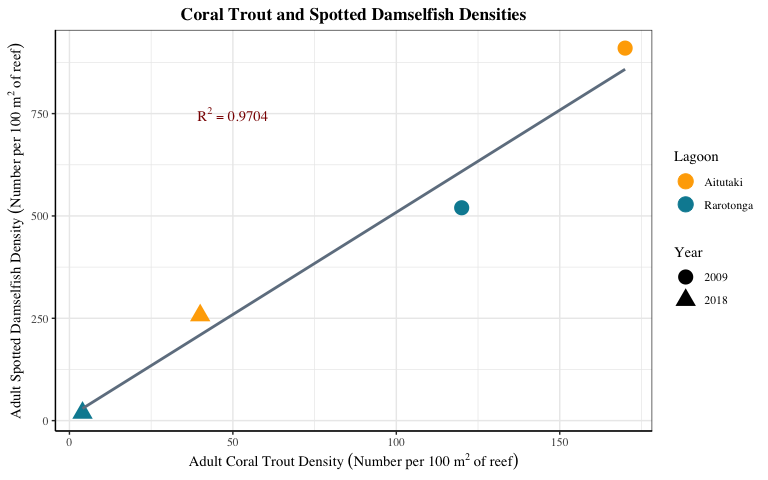 Coral Trout and Spotted Damselfish Densities
Adult Spotted Damselfish Density (Number per 100 m² of reef)
750
500
250
0
R² = 0.9704
0
50
100
150
Adult Coral Trout Density (Number per 100 m² of reef)
Lagoon
Aitutaki
Rarotonga
Year
2009
2018